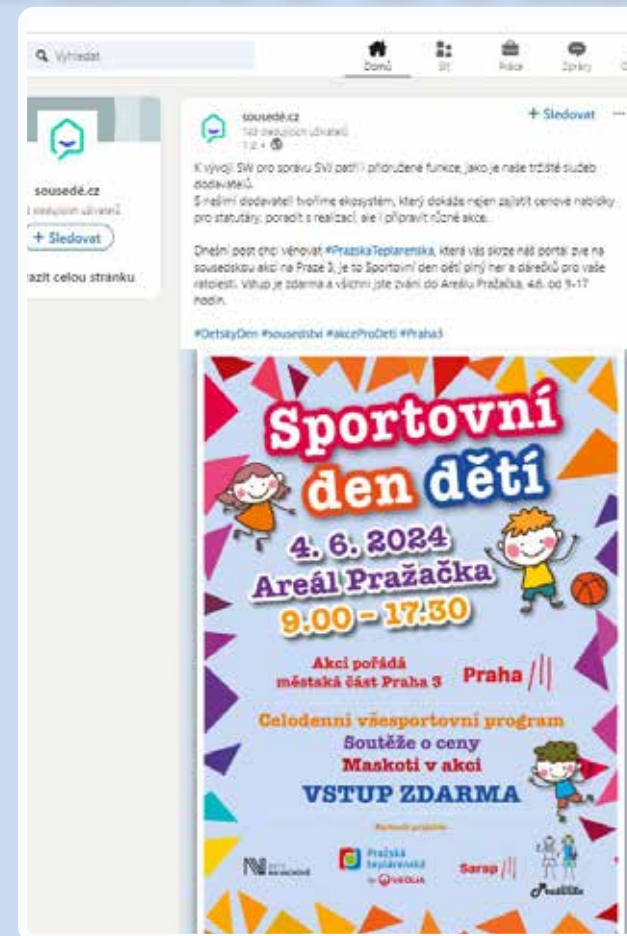 Vyhledat
Domů
Síť
Práce
Zprávy
sousedé.cz
+ Sledovat
azit celou stránku
sousedé.cz
+ Sledovat
K vývoji SW pro správu SVJ patří i přidružené funkce, jako je naše tržiště služeb
dodavatelů.
S našimi dodavateli tvoříme ekosystém, který dokáže nejen zajistit cenové nabídky
pro statutáry, poradit s realizací, ale i připravit různé akce.
Dnešní post chci věnovat #PrazskaTeplarenska, která vás skrze náš portál zve na
sousedskou akci na Praze 3, je to Sportovní den dětí plný her a dárečků pro vaše
ratolesti. Vstup je zdarma a všichni jste zváni do Areálu Pražačka, 4.6. od 9-17
hodin.
#DetskyDen #sousedstvi #akceProDeti #Praha3
Sportovní
den dětí
4. 6. 2024
Areál Pražačka
9.00 – 17.30
Akci pořádá
městská část Praha 3
Praha
Celodenní všesportovní program
Soutěže o ceny
Maskoti v akci
VSTUP ZDARMA
Partneři projektu
Pražská
teplárenská
by VEOLIA
Sarap